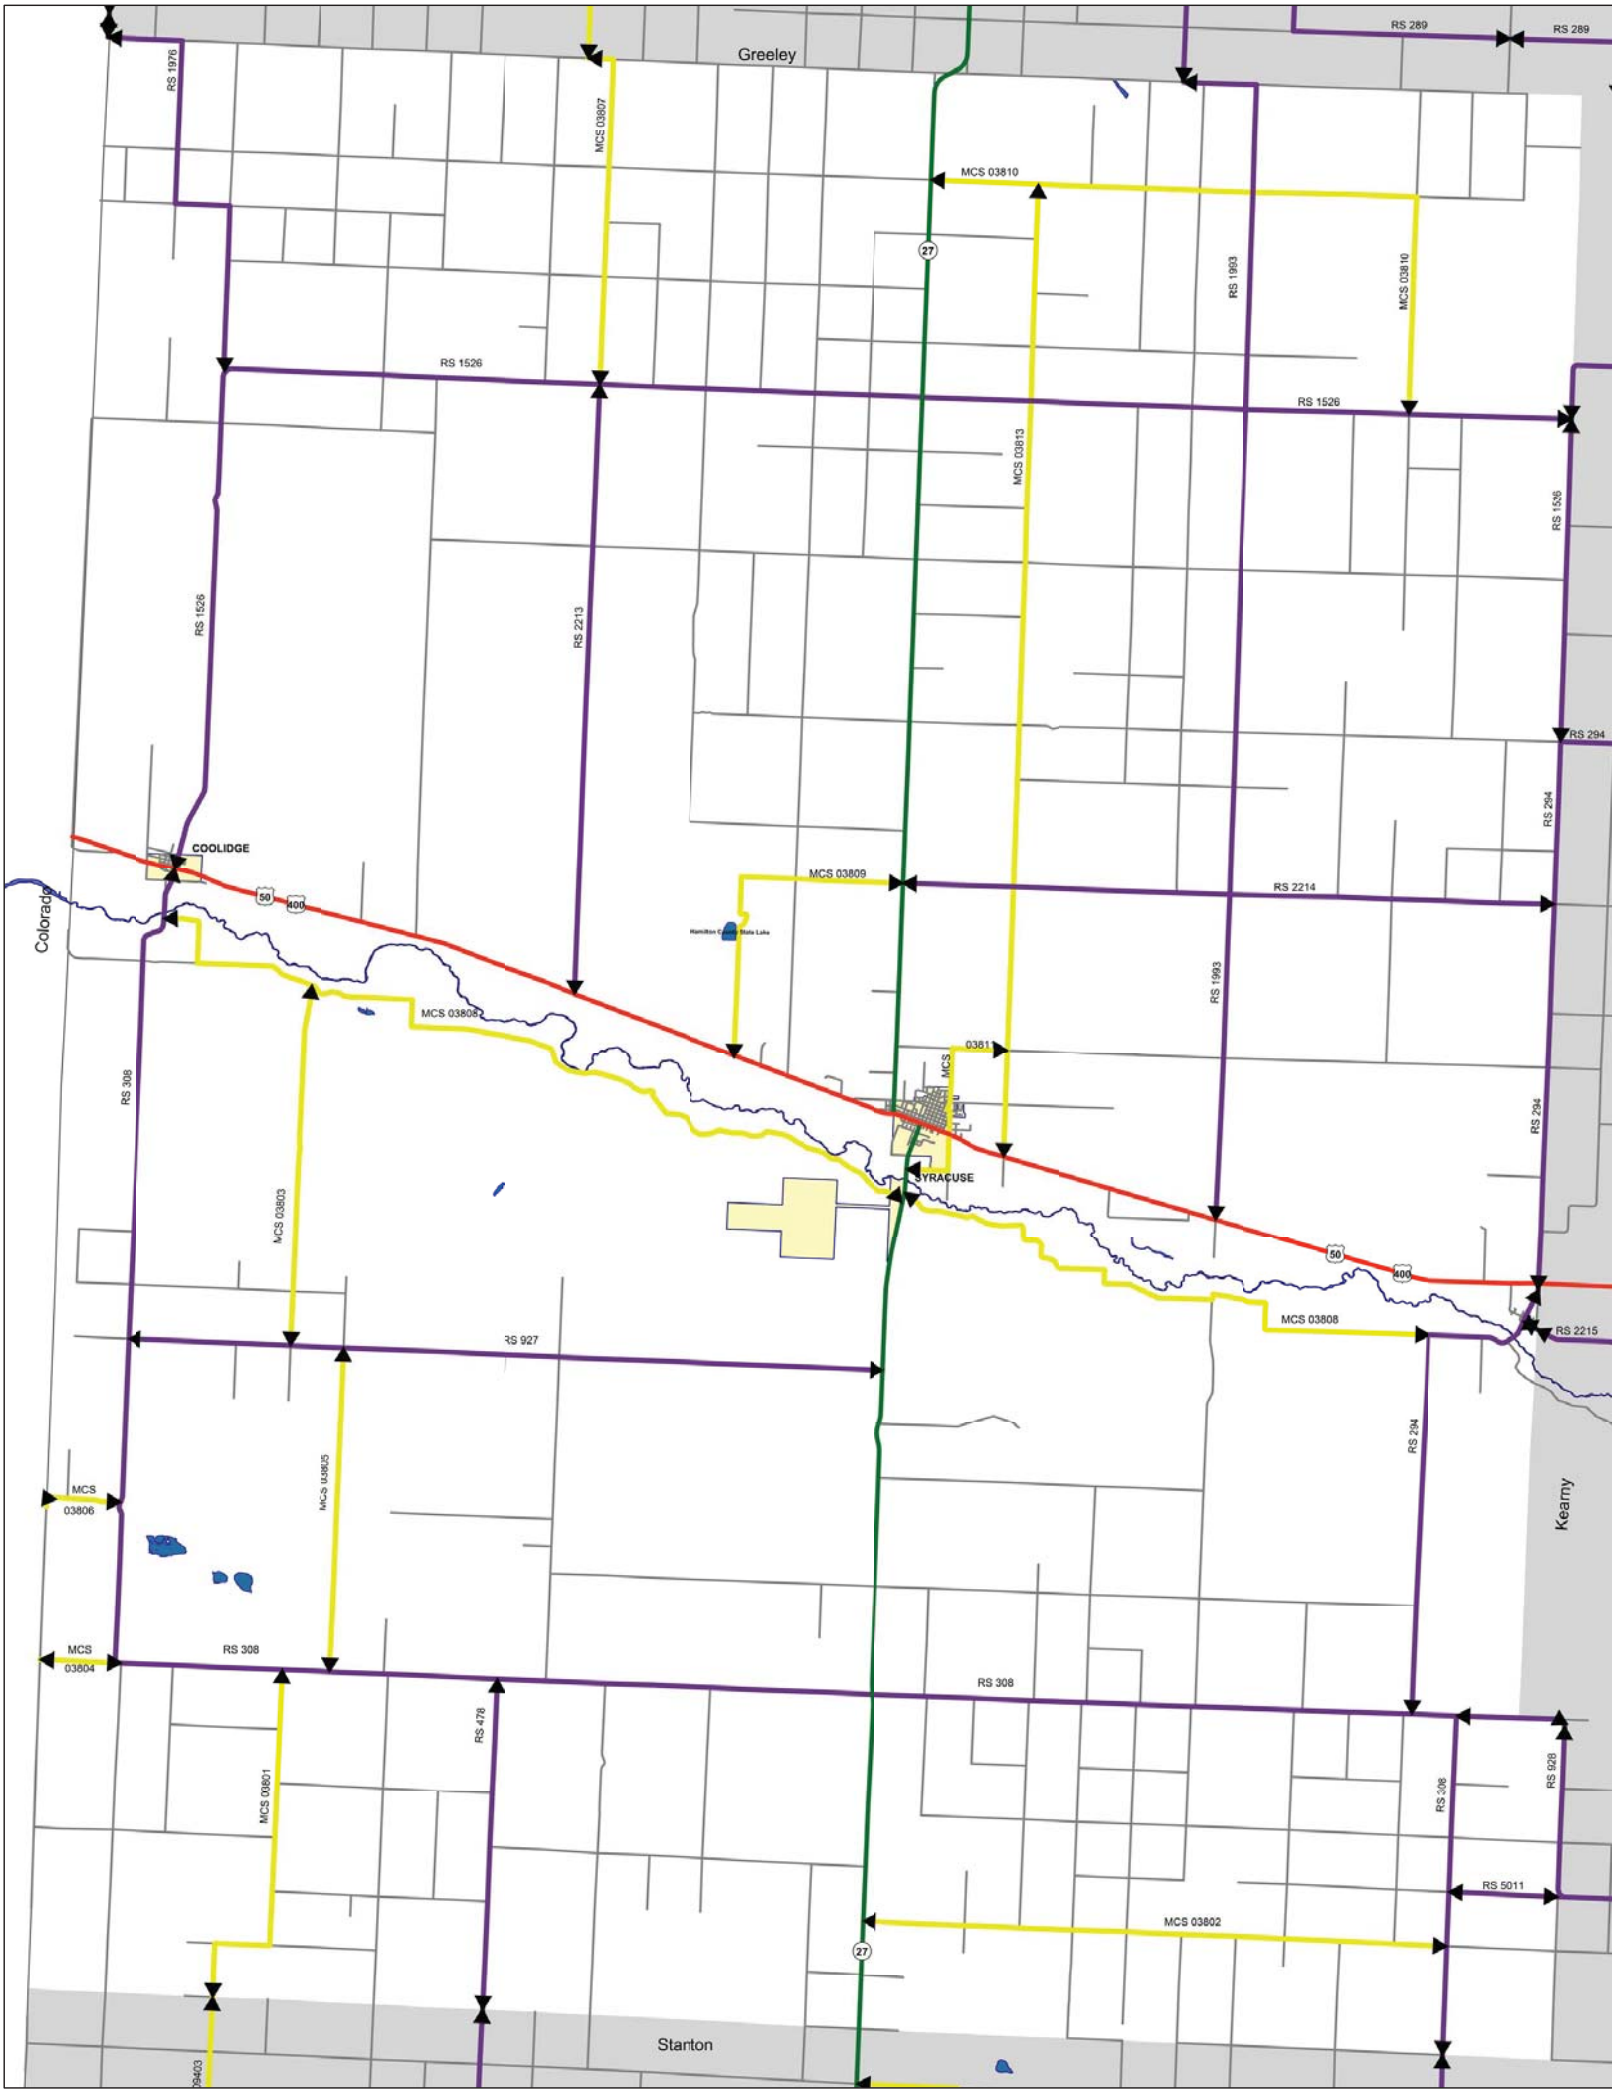 RS 289
RS 289
Greeley
RS 1976
MCS 03807
MCS 03810
27
RS 1993
MCS 03810
RS 1526
RS 1526
MCS 03813
RS 1526
RS 1526
RS 2213
RS 294
RS 294
COOLIDGE
MCS 03809
RS 2214
50
400
Colorado
Hamilton County State Lake
RS 1993
MCS 03808
03811
MCS
RS 308
RS 294
SYRACUSE
MCS 03803
50
400
MCS 03808
RS 2215
RS 927
RS 294
MCS 03805
MCS
03806
Kearny
RS 308
MCS
03804
RS 308
RS 478
MCS 03801
RS 308
RS 928
RS 5011
MCS 03802
27
Stanton
09403